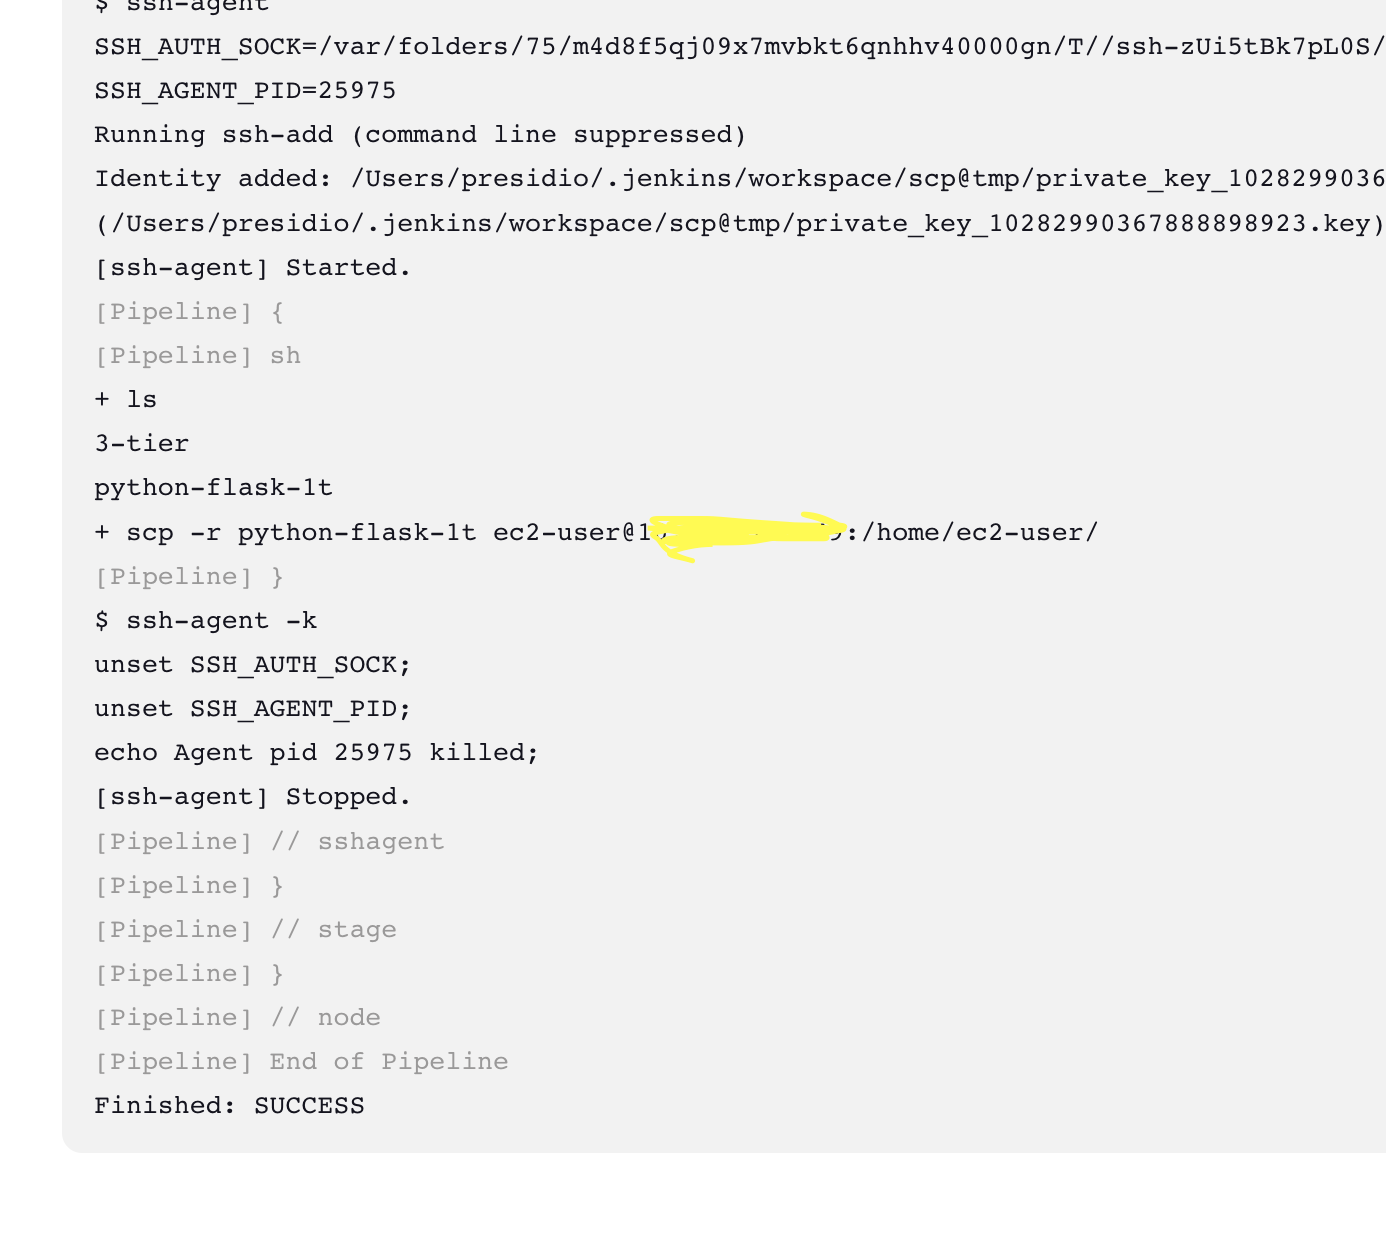 $ ssh-agent
SSH_AUTH_SOCK=/var/folders/75/m4d8f5qj09x7mvbkt6qnhhv40000gn/T//ssh-zUi5tBk7pL0S/
SSH_AGENT_PID=25975
Running ssh-add (command line suppressed)
Identity added: /Users/presidio/.jenkins/workspace/scp@tmp/private_key_1028299036
(/Users/presidio/.jenkins/workspace/scp@tmp/private_key_10282990367888898923.key)
[ssh-agent] Started.
[Pipeline] {
[Pipeline] sh
+ ls
3-tier
python-flask-1t
+ scp -r python-flask-1t ec2-user@1 :/home/ec2-user/
[Pipeline] }
$ ssh-agent -k
unset SSH_AUTH_SOCK;
unset SSH_AGENT_PID;
echo Agent pid 25975 killed;
[ssh-agent] Stopped.
[Pipeline] // sshagent
[Pipeline] }
[Pipeline] // stage
[Pipeline] }
[Pipeline] // node
[Pipeline] End of Pipeline
Finished: SUCCESS